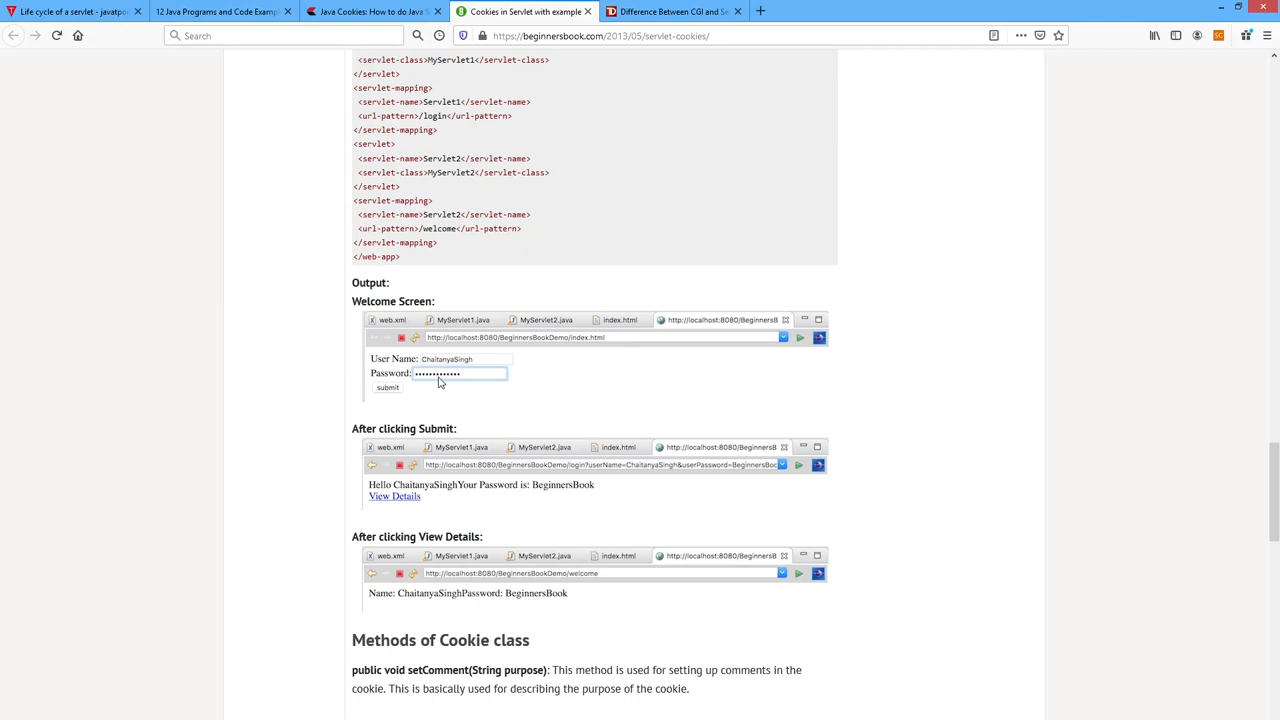 Life cycle of a servlet - javatpo
12 Java Programs and Code Exampl
Java Cookies: How to do Java S
Cookies in Servlet with example
Difference Between CGI and Se
Search
https://beginnersbook.com/2013/05/servlet-cookies/
<servlet-class>MyServlet1</servlet-class>
</servlet>
<servlet-mapping>
<servlet-name>Servlet1</servlet-name>
<url-pattern>/login</url-pattern>
</servlet-mapping>
<servlet>
<servlet-name>Servlet2</servlet-name>
<servlet-class>MyServlet2</servlet-class>
</servlet>
<servlet-mapping>
<servlet-name>Servlet2</servlet-name>
<url-pattern>/welcome</url-pattern>
</servlet-mapping>
</web-app>
Output:
Welcome Screen:
web.xml MyServlet1.java MyServlet2.java index.html http://localhost:8080/BeginnersB
http://localhost:8080/BeginnersBookDemo/index.html
User Name: ChaitanyaSingh
Password: •••••••••••••
submit
After clicking Submit:
web.xml MyServlet1.java MyServlet2.java index.html http://localhost:8080/BeginnersB
http://localhost:8080/BeginnersBookDemo/login?userName=ChaitanyaSingh&userPassword=BeginnersBoo
Hello ChaitanyaSinghYour Password is: BeginnersBook
View Details
After clicking View Details:
web.xml MyServlet1.java MyServlet2.java index.html http://localhost:8080/BeginnersB
http://localhost:8080/BeginnersBookDemo/welcome
Name: ChaitanyaSinghPassword: BeginnersBook
Methods of Cookie class
public void setComment(String purpose): This method is used for setting up comments in the
cookie. This is basically used for describing the purpose of the cookie.